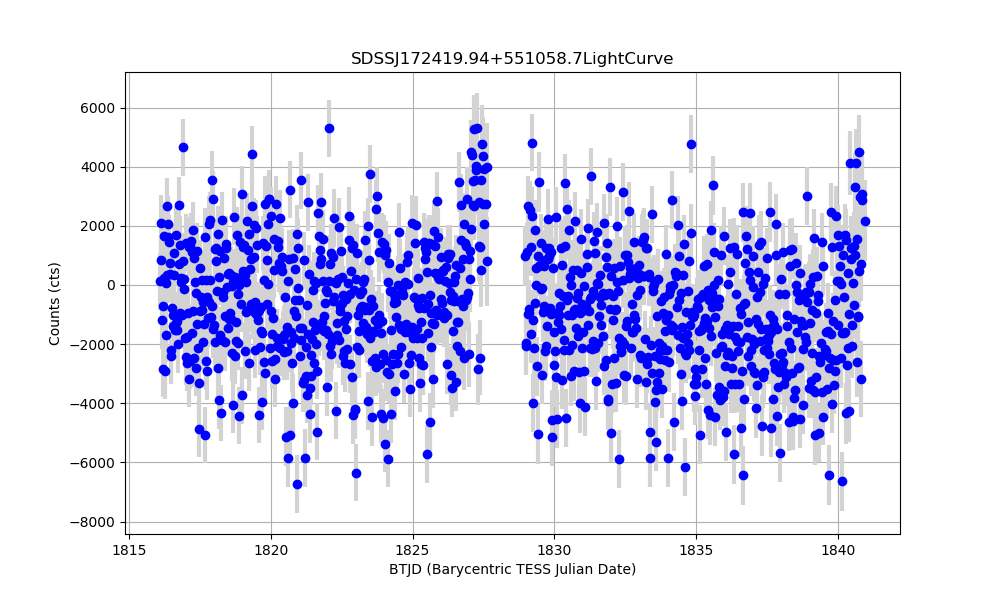 SDSSJ172419.94+551058.7LightCurve
6000
4000
2000
0
−2000
−4000
−6000
−8000
Counts (cts)
1815 1820 1825 1830 1835 1840
BTJD (Barycentric TESS Julian Date)